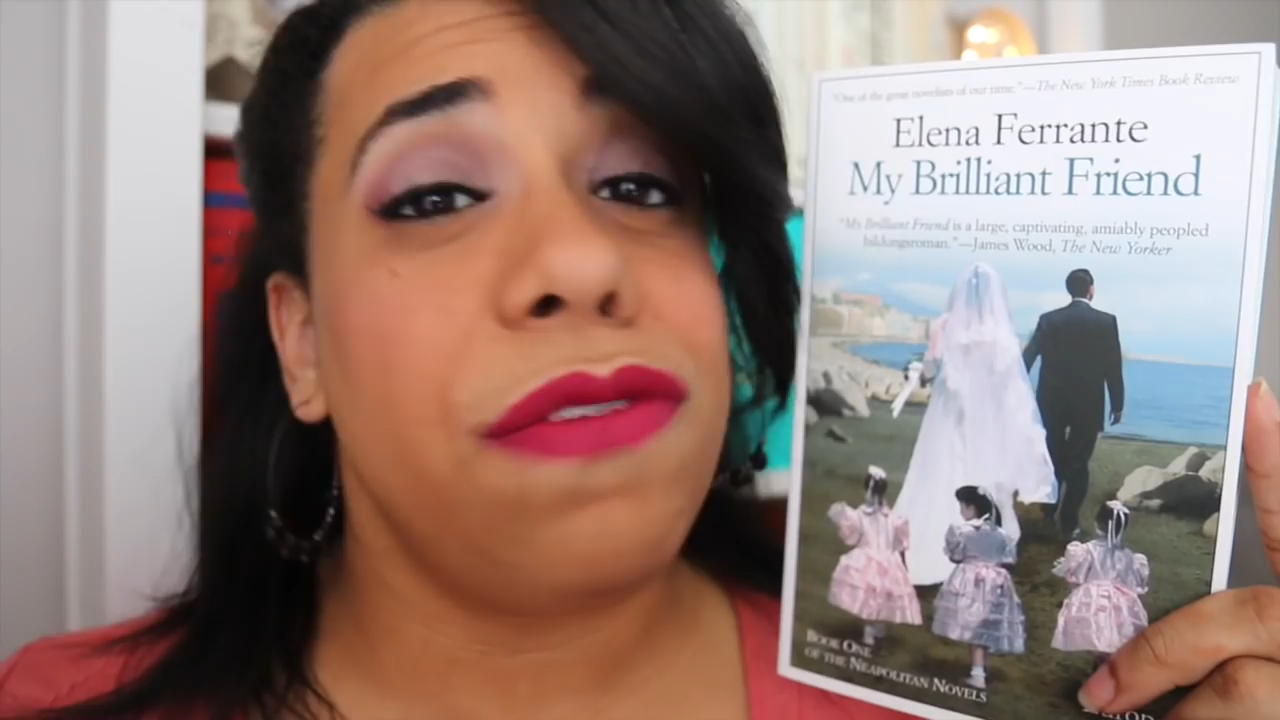 "One of the great novelists of our time."—The New York Times Book Review
Elena Ferrante
My Brilliant Friend
"My Brilliant Friend is a large, captivating, amiably peopled
bildungsroman."—James Wood, The New Yorker
BOOK ONE
OF THE NEAPOLITAN NOVELS